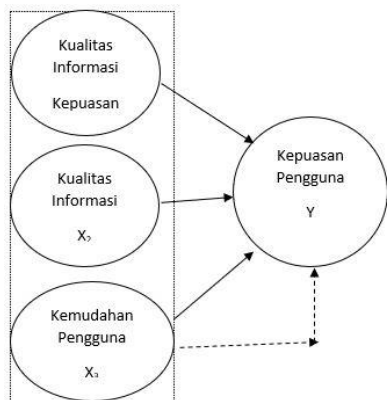 Kualitas
Informasi
Kepuasan
Kualitas
Informasi
X₂
Kepuasan
Pengguna
Y
Kemudahan
Pengguna
X₃